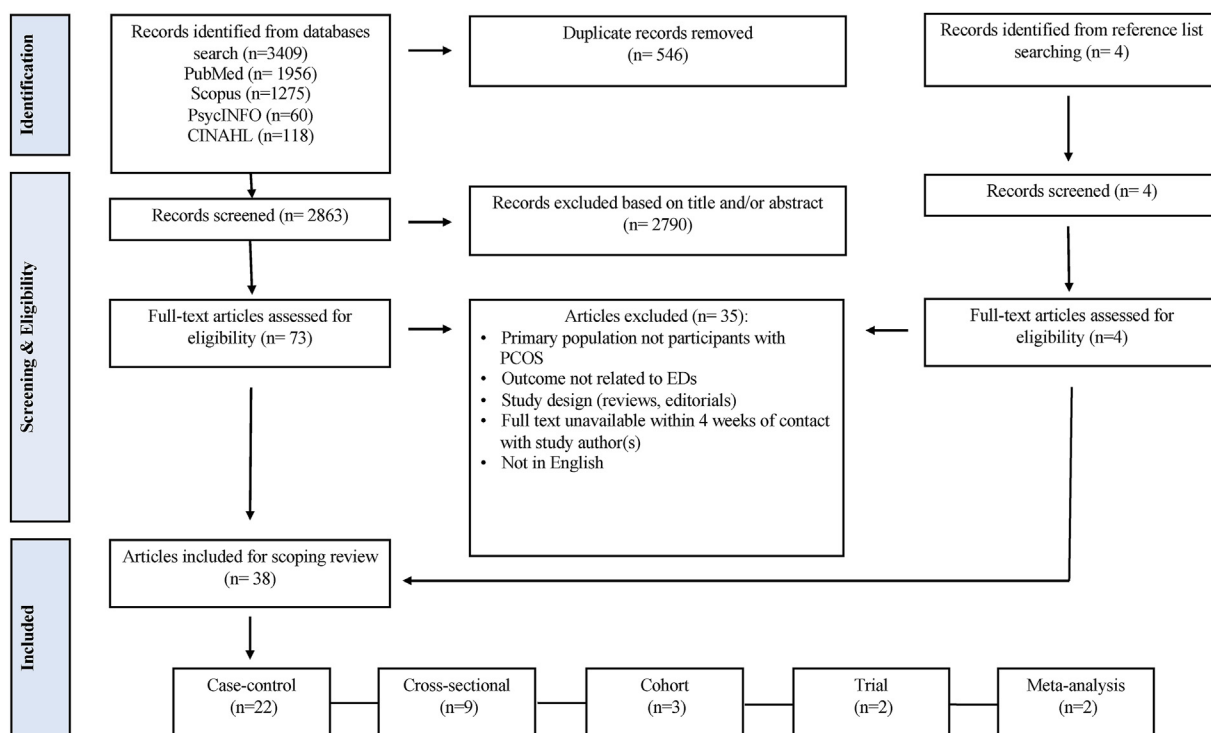 Identification
Records identified from databases
search (n=3409)
PubMed (n= 1956)
Scopus (n=1275)
PsycINFO (n=60)
CINAHL (n=118)
Duplicate records removed
(n= 546)
Records identified from reference list
searching (n= 4)
Screening & Eligibility
Records screened (n= 2863)
Records excluded based on title and/or abstract
(n= 2790)
Records screened (n= 4)
Full-text articles assessed for
eligibility (n= 73)
Articles excluded (n= 35):
• Primary population not participants with
PCOS
• Outcome not related to EDs
• Study design (reviews, editorials)
• Full text unavailable within 4 weeks of contact
with study author(s)
• Not in English
Full-text articles assessed for
eligibility (n=4)
Included
Articles included for scoping review
(n= 38)
Case-control
(n=22)
Cross-sectional
(n=9)
Cohort
(n=3)
Trial
(n=2)
Meta-analysis
(n=2)